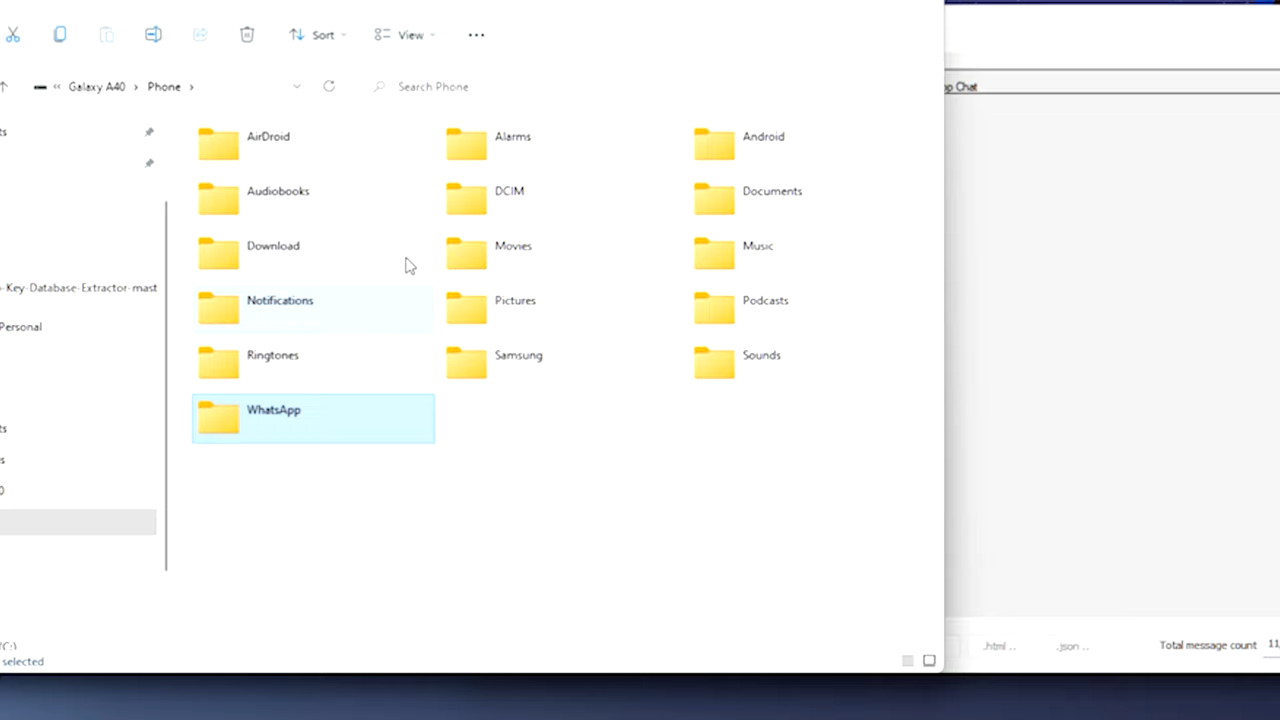 Sort
View
Galaxy A40
Phone
Search Phone
Chat
AirDroid
Alarms
Android
Audiobooks
DCIM
Documents
Download
Movies
Music
-Key-Database-Extractor-mast
Notifications
Pictures
Podcasts
Personal
Ringtones
Samsung
Sounds
WhatsApp
.html ..
.json ..
Total message count
11,
(C:)
selected